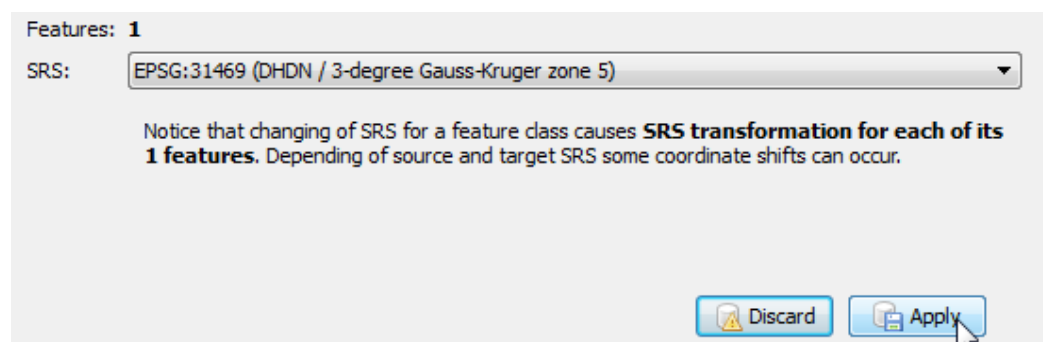 Features: 1
SRS: EPSG:31469 (DHDN / 3-degree Gauss-Kruger zone 5)
Notice that changing of SRS for a feature class causes SRS transformation for each of its
1 features. Depending of source and target SRS some coordinate shifts can occur.
Discard Apply